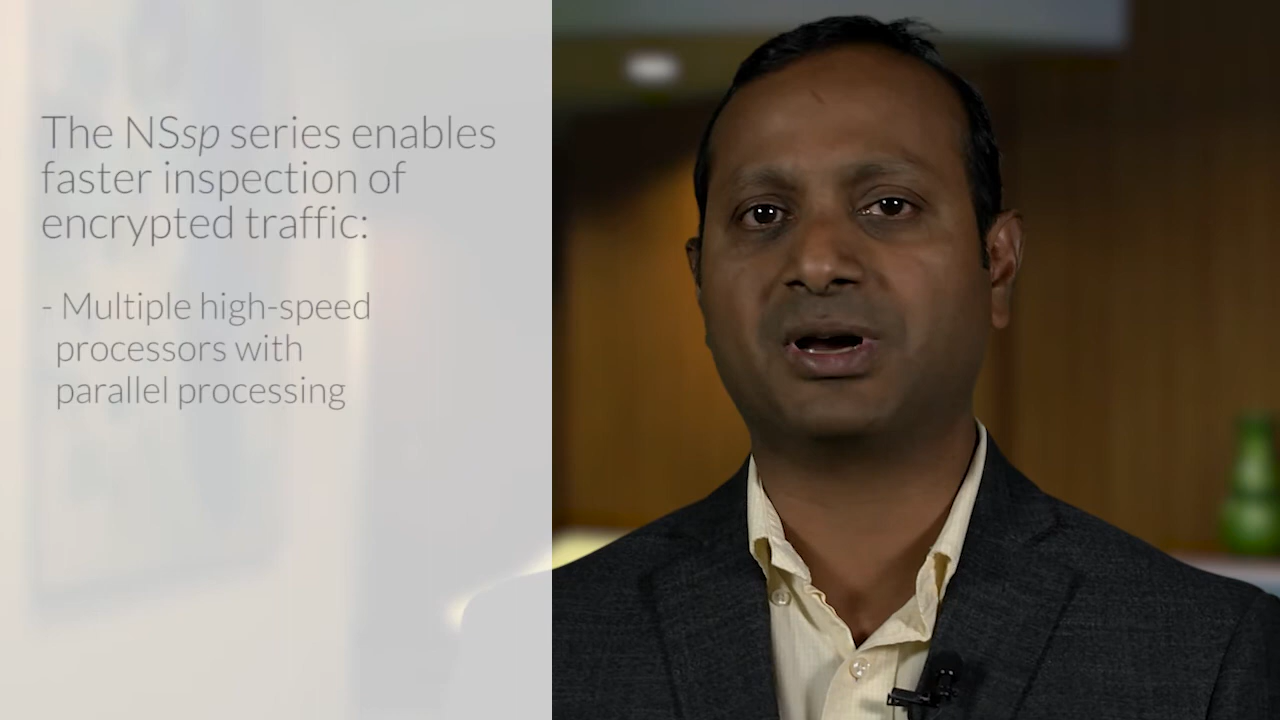 The NSsp series enables
faster inspection of
encrypted traffic:
- Multiple high-speed
processors with
parallel processing